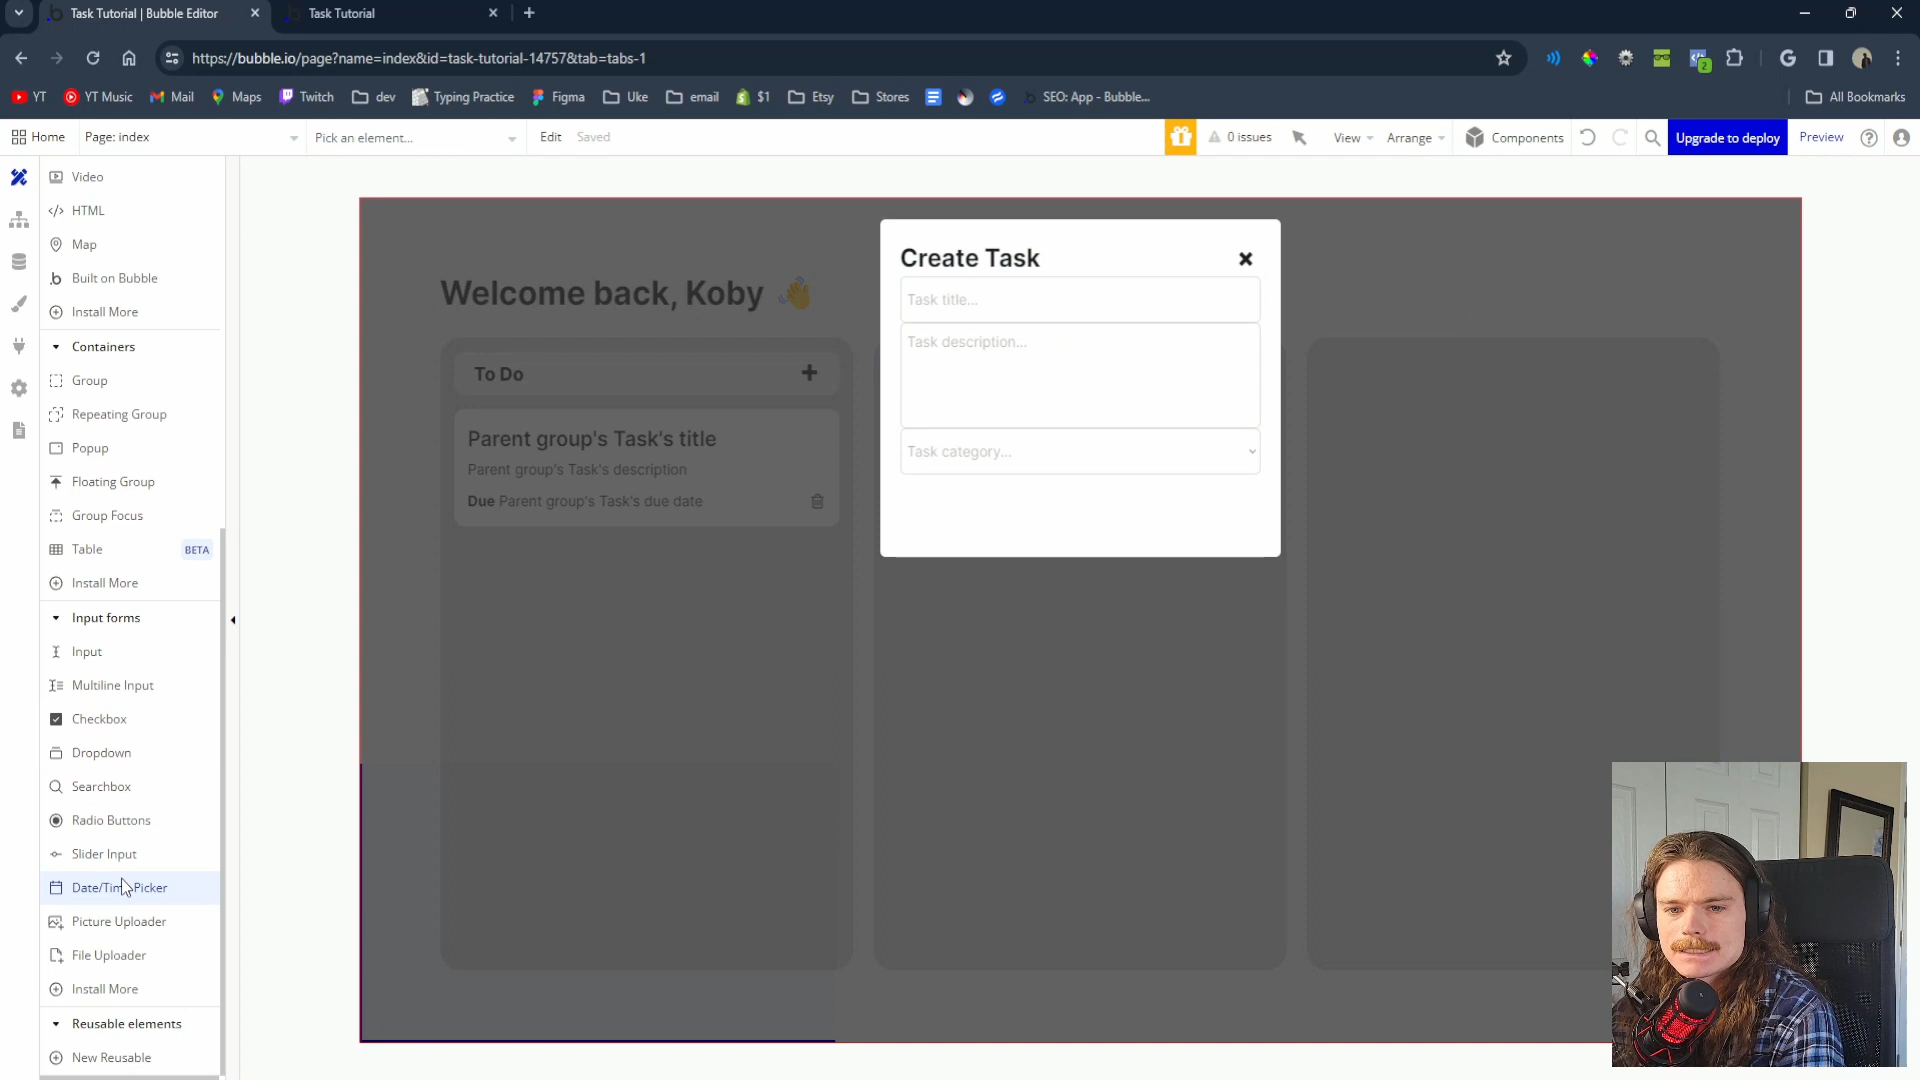 Task Tutorial | Bubble Editor
Task Tutorial
https://bubble.io/page?name=index&id=task-tutorial-14757&tab=tabs-1
2
YT
YT Music
Mail
Maps
Twitch
dev
Typing Practice
Figma
Uke
email
$1
Etsy
Stores
SEO: App - Bubble...
All Bookmarks
Home
Page: index
Pick an element...
Edit
Saved
0 issues
View
Arrange
Components
Upgrade to deploy
Preview
Video
HTML
Map
Built on Bubble
Install More
Containers
Group
Repeating Group
Popup
Floating Group
Group Focus
Table
BETA
Install More
Input forms
Input
Multiline Input
Checkbox
Dropdown
Searchbox
Radio Buttons
Slider Input
Date/Time Picker
Picture Uploader
File Uploader
Install More
Reusable elements
New Reusable
Welcome back, Koby 👋
To Do
Parent group's Task's title
Parent group's Task's description
Due Parent group's Task's due date
Create Task
Task title...
Task description...
Task category...